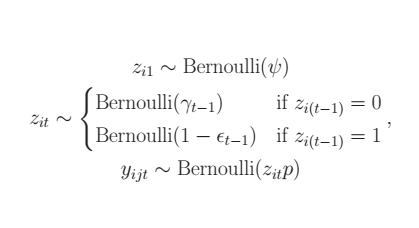 z_{i1} ∼ Bernoulli(ψ)
z_{it} ∼ { Bernoulli(γ_{t−1}) if z_{i(t−1)} = 0
Bernoulli(1 − ϵ_{t−1}) if z_{i(t−1)} = 1 ,
y_{ijt} ∼ Bernoulli(z_{it}p)